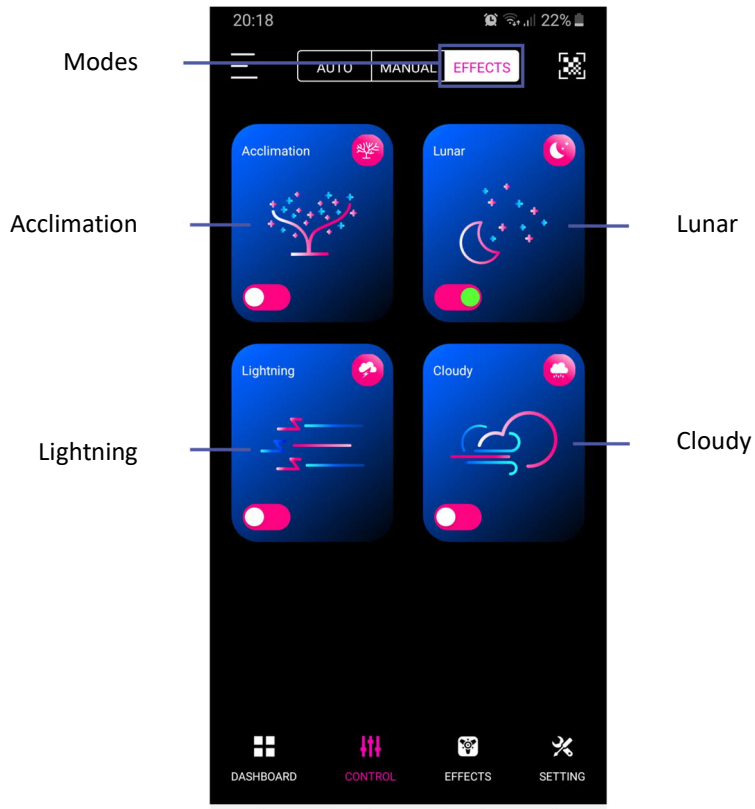 20:18 22%
Modes
AUTO MANUAL EFFECTS
Acclimation Lunar
Acclimation Lunar
Lightning Cloudy
Lightning Cloudy
DASHBOARD CONTROL EFFECTS SETTING